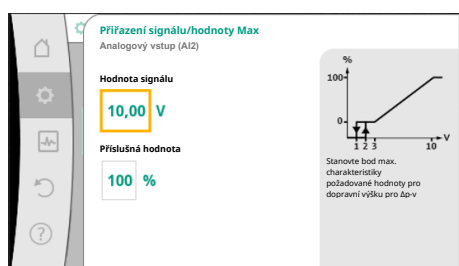 Přiřazení signálu/hodnoty Max
Analogový vstup (AI2)
Hodnota signálu
10,00 V
Příslušná hodnota
100 %
%
100
0
1 2 3 10
V
Stanovte bod max.
charakteristiky
požadované hodnoty pro
dopravní výšku pro Δp-v
?